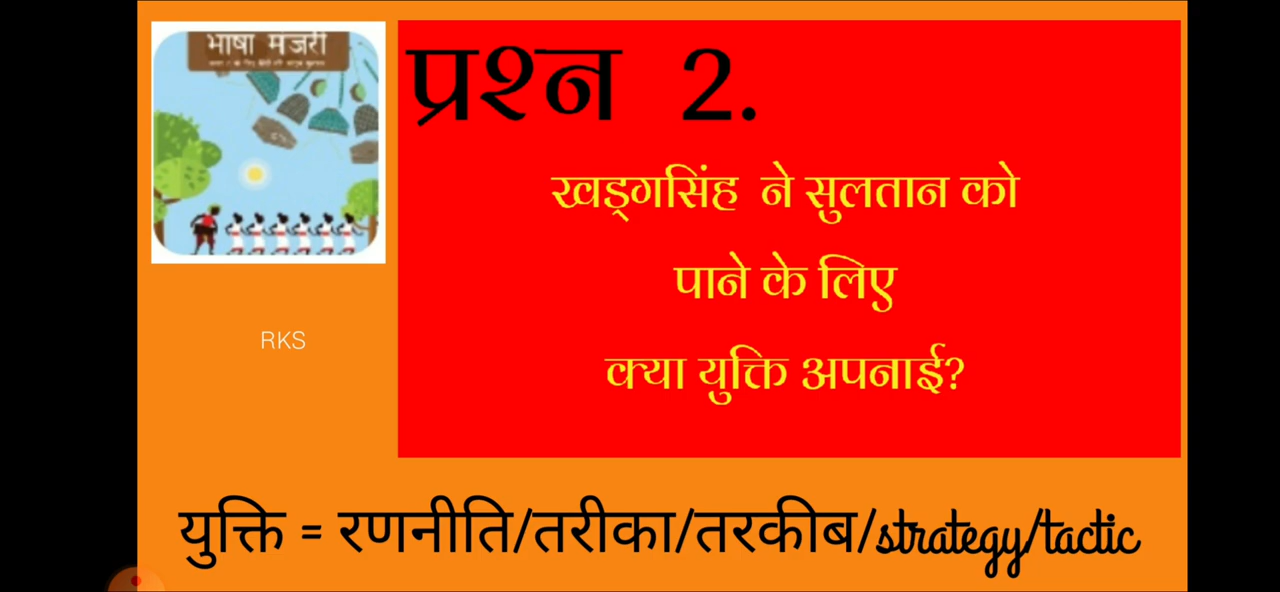 भाषा मंजरी
प्रश्न 2.
खड्गसिंह ने सुलतान को
पाने के लिए
क्या युक्ति अपनाई?
RKS
युक्ति = रणनीति/तरीका/तरकीब/strategy/tactic